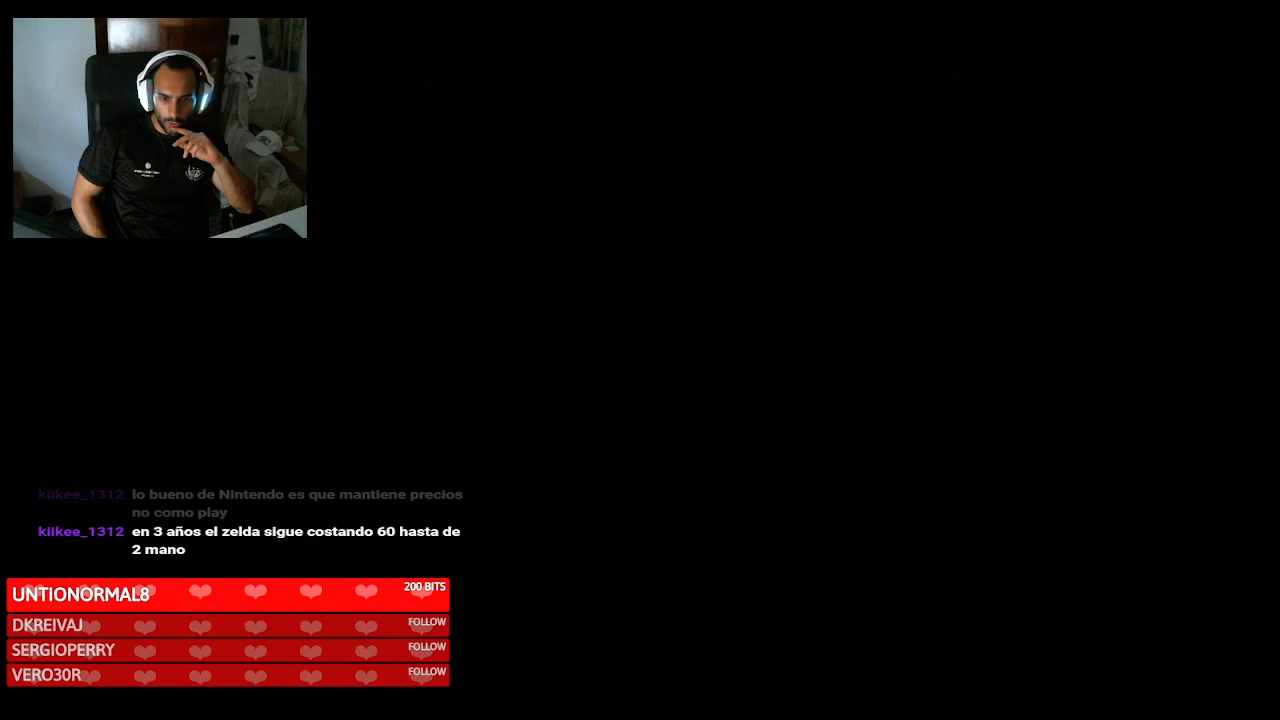 kiikee_1312 lo bueno de Nintendo es que mantiene precios
no como play
kiikee_1312 en 3 años el zelda sigue costando 60 hasta de
2 mano
UNTIONORMAL8 200 BITS
DKREIVAJ FOLLOW
SERGIOPERRY FOLLOW
VERO30R FOLLOW